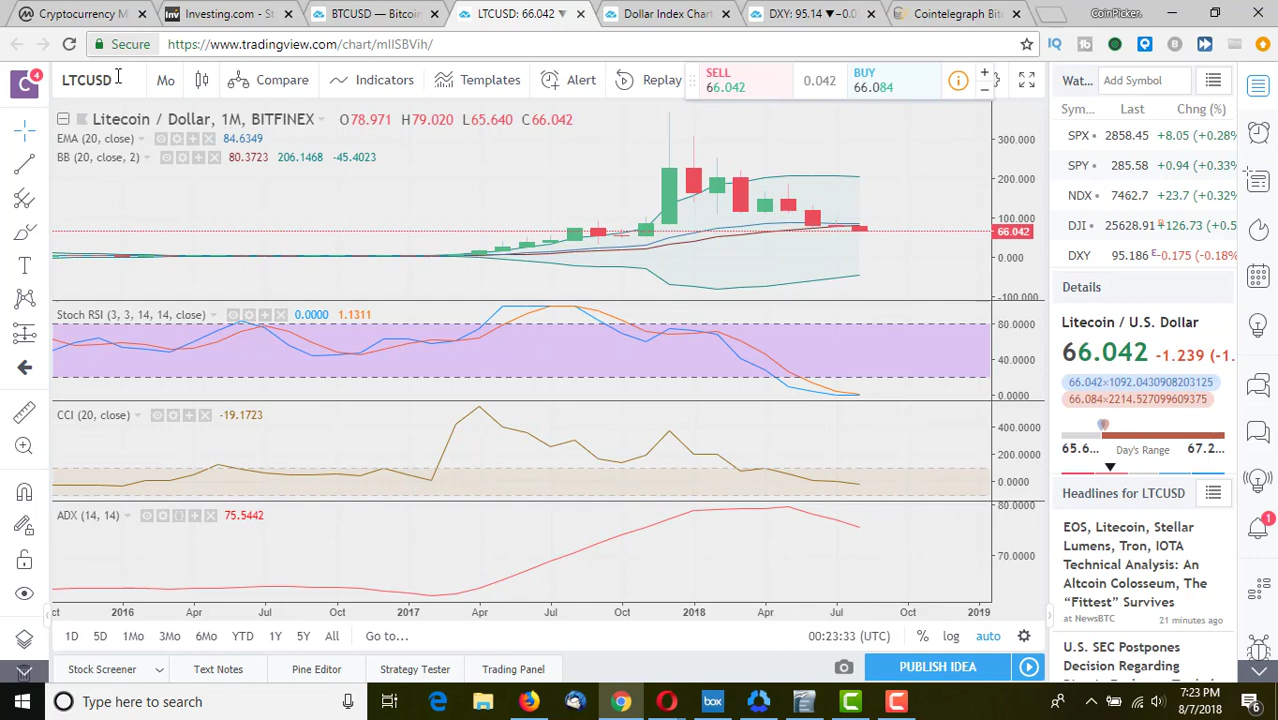 Cryptocurrency M
Investing.com - St
BTCUSD — Bitcoin
LTCUSD: 66.042 ▼
Dollar Index Chart
DXY: 95.14 ▼ −0.0
Cointelegraph Bit
CoinPicker.
Secure
https://www.tradingview.com/chart/mIISBVih/
C 4
LTCUSD
Mo
Compare
Indicators
Templates
Alert
Replay
SELL
66.042
0.042
BUY
66.084
Wat...
Add Symbol
Litecoin / Dollar, 1M, BITFINEX
O78.971 H79.020 L65.640 C66.042
EMA (20, close) 84.6349
BB (20, close, 2) 80.3723 206.1468 -45.4023
300.000
200.000
100.000
66.042
0.000
-100.000
Stoch RSI (3, 3, 14, 14, close) 0.0000 1.1311
80.0000
40.0000
0.0000
CCI (20, close) -19.1723
400.0000
200.0000
0.0000
ADX (14, 14) 75.5442
80.0000
70.0000
ct 2016 Apr Jul Oct 2017 Apr Jul Oct 2018 Apr Jul Oct 2019
1D 5D 1Mo 3Mo 6Mo YTD 1Y 5Y All Go to...
00:23:33 (UTC) % log auto
Stock Screener
Text Notes
Pine Editor
Strategy Tester
Trading Panel
PUBLISH IDEA
Sym... Last Chng (%)
SPX 2858.45 +8.05 (+0.28%
SPY 285.58 +0.94 (+0.33%
NDX 7462.7 +23.7 (+0.32%
DJI 25628.91 D +126.73 (+0.5
DXY 95.186 E -0.175 (-0.18%
Details
Litecoin / U.S. Dollar
66.042 -1.239 (-1.
66.042×1092.0430908203125
66.084×2214.527099609375
65.6... Day's Range 67.2...
Headlines for LTCUSD
EOS, Litecoin, Stellar
Lumens, Tron, IOTA
Technical Analysis: An
Altcoin Colosseum, The
“Fittest” Survives
at NewsBTC 21 minutes ago
U.S. SEC Postpones
Decision Regarding
1
Type here to search
7:23 PM
8/7/2018
6